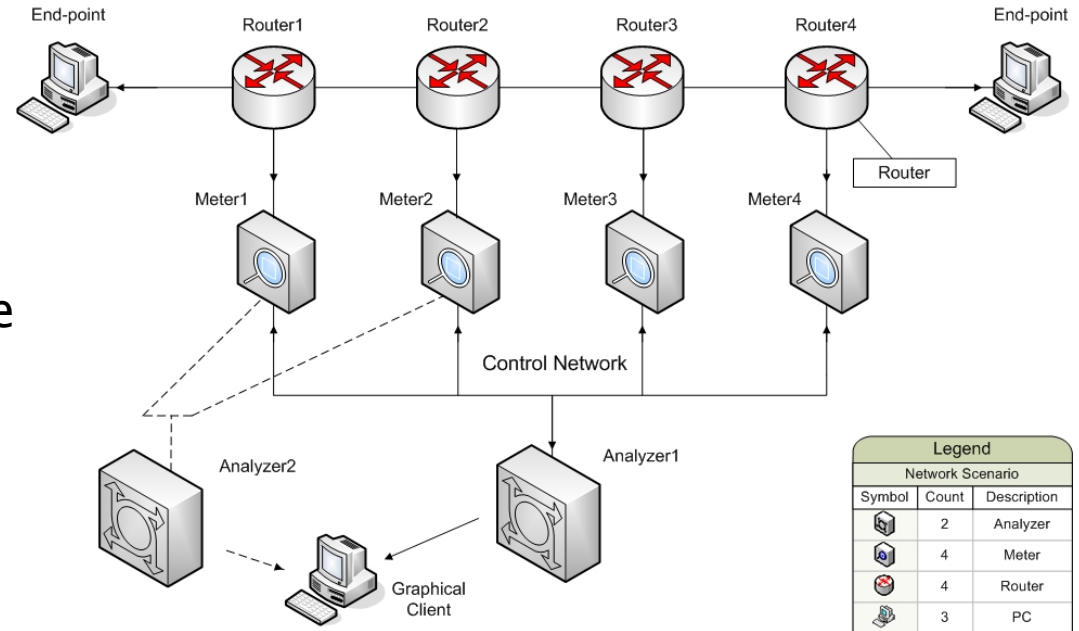 End-point
Router1
Router2
Router3
Router4
End-point
Router
Meter1
Meter2
Meter3
Meter4
e
Control Network
Analyzer2
Analyzer1
Graphical
Client
Legend
Network Scenario
Symbol Count Description
2 Analyzer
4 Meter
4 Router
3 PC